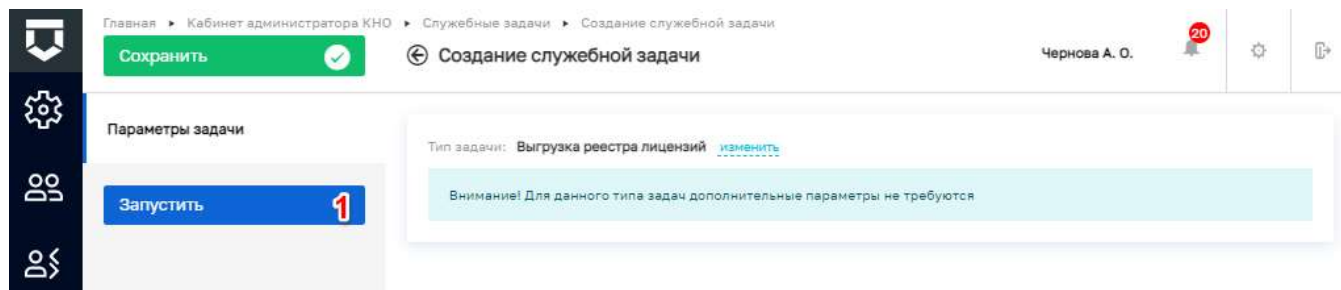 Главная ▸ Кабинет администратора КНО ▸ Служебные задачи ▸ Создание служебной задачи
Сохранить
Создание служебной задачи
Чернова А. О.
20
Параметры задачи
Тип задачи: Выгрузка реестра лицензий изменить
Внимание! Для данного типа задач дополнительные параметры не требуются
Запустить 1